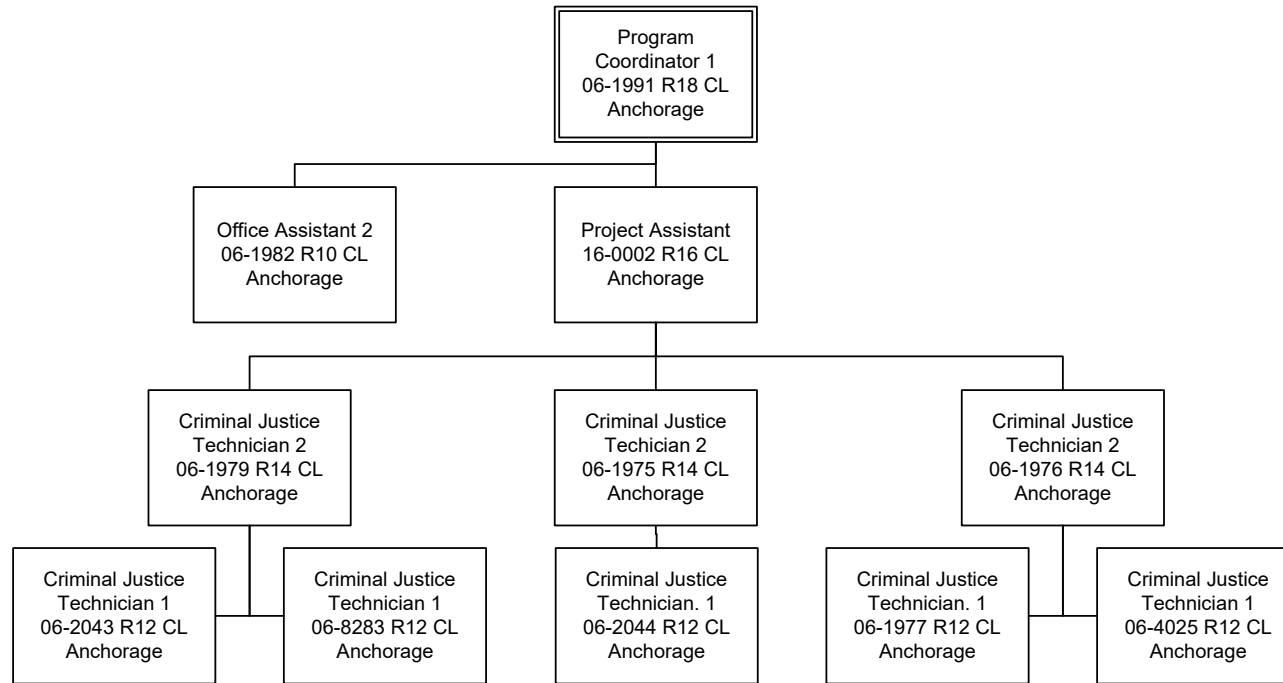 Program
Coordinator 1
06-1991 R18 CL
Anchorage
Office Assistant 2
06-1982 R10 CL
Anchorage
Project Assistant
16-0002 R16 CL
Anchorage
Criminal Justice
Technician 2
06-1979 R14 CL
Anchorage
Criminal Justice
Techician 2
06-1975 R14 CL
Anchorage
Criminal Justice
Technician 2
06-1976 R14 CL
Anchorage
Criminal Justice
Technician 1
06-2043 R12 CL
Anchorage
Criminal Justice
Technician 1
06-8283 R12 CL
Anchorage
Criminal Justice
Technician. 1
06-2044 R12 CL
Anchorage
Criminal Justice
Technician. 1
06-1977 R12 CL
Anchorage
Criminal Justice
Technician 1
06-4025 R12 CL
Anchorage